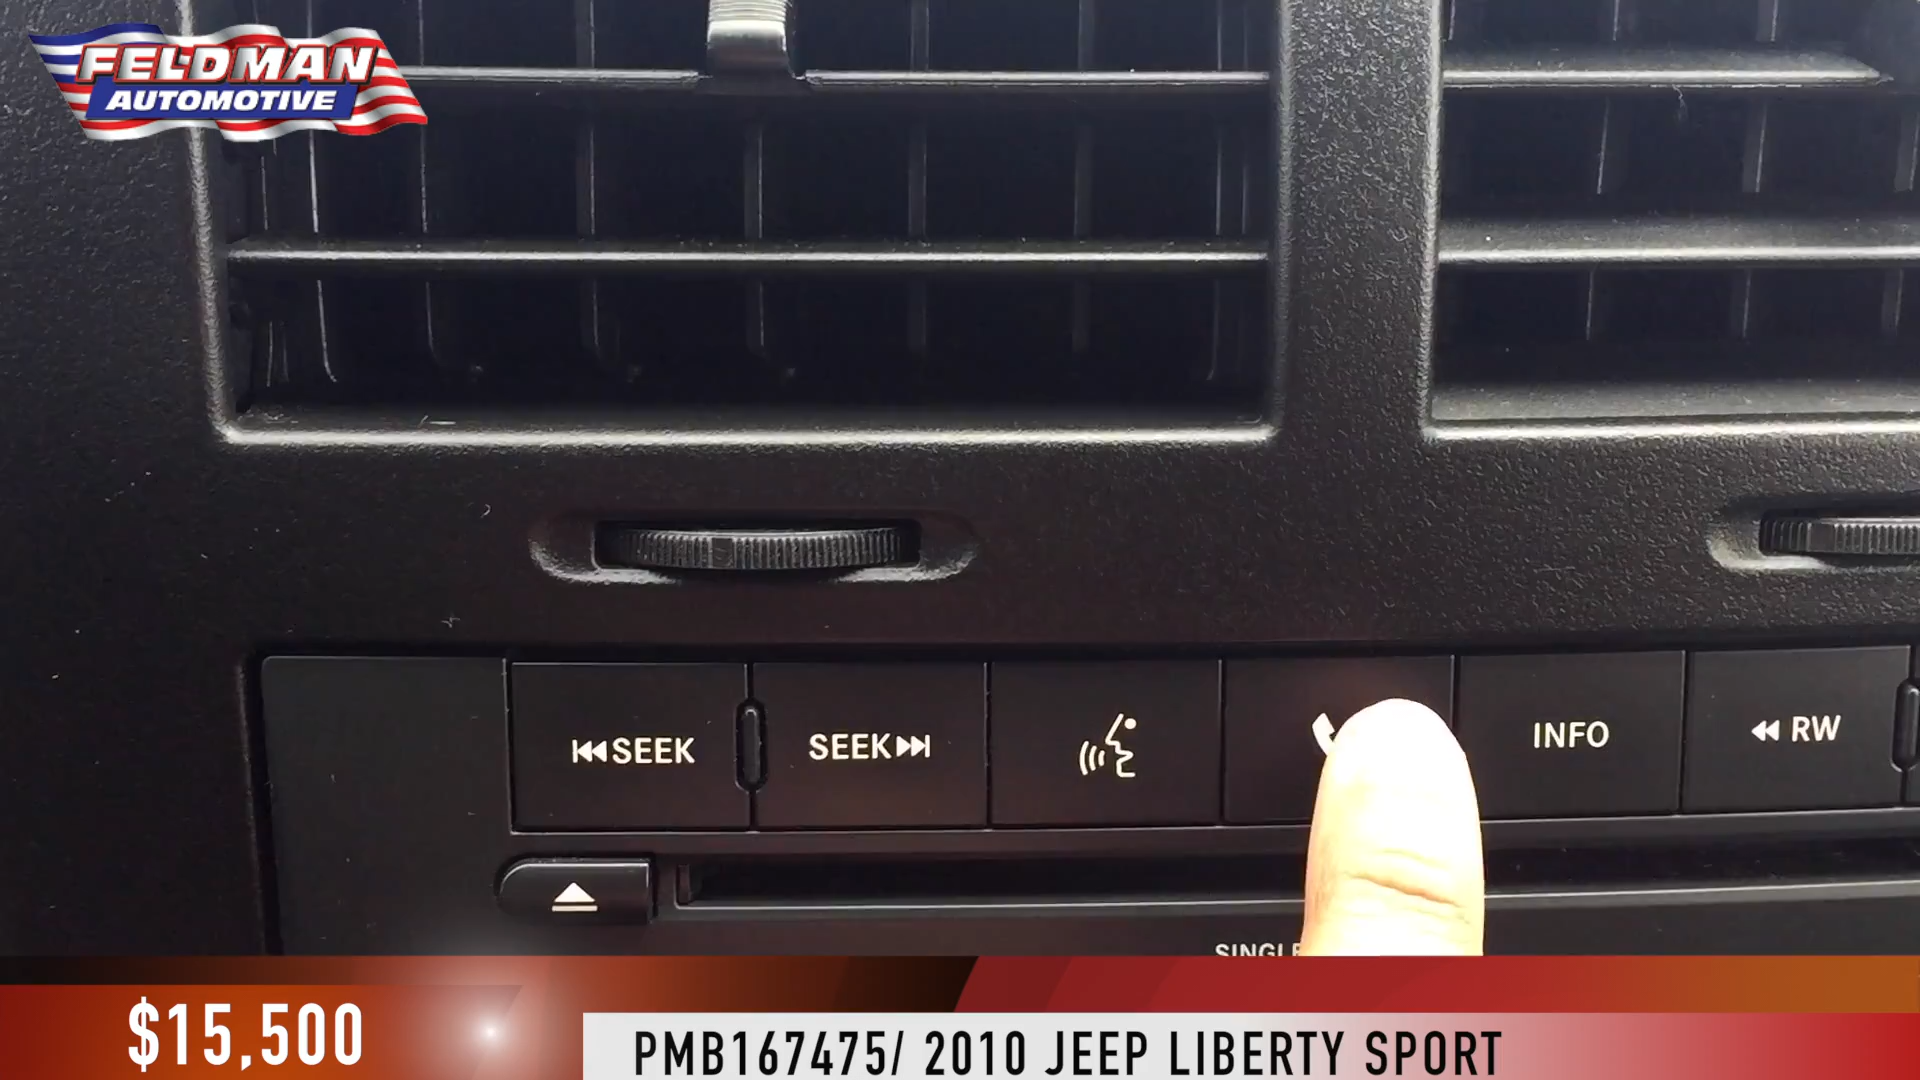 FELDMAN
AUTOMOTIVE
SEEK
SEEK
INFO
RW
$15,500
PMB167475/ 2010 JEEP LIBERTY SPORT